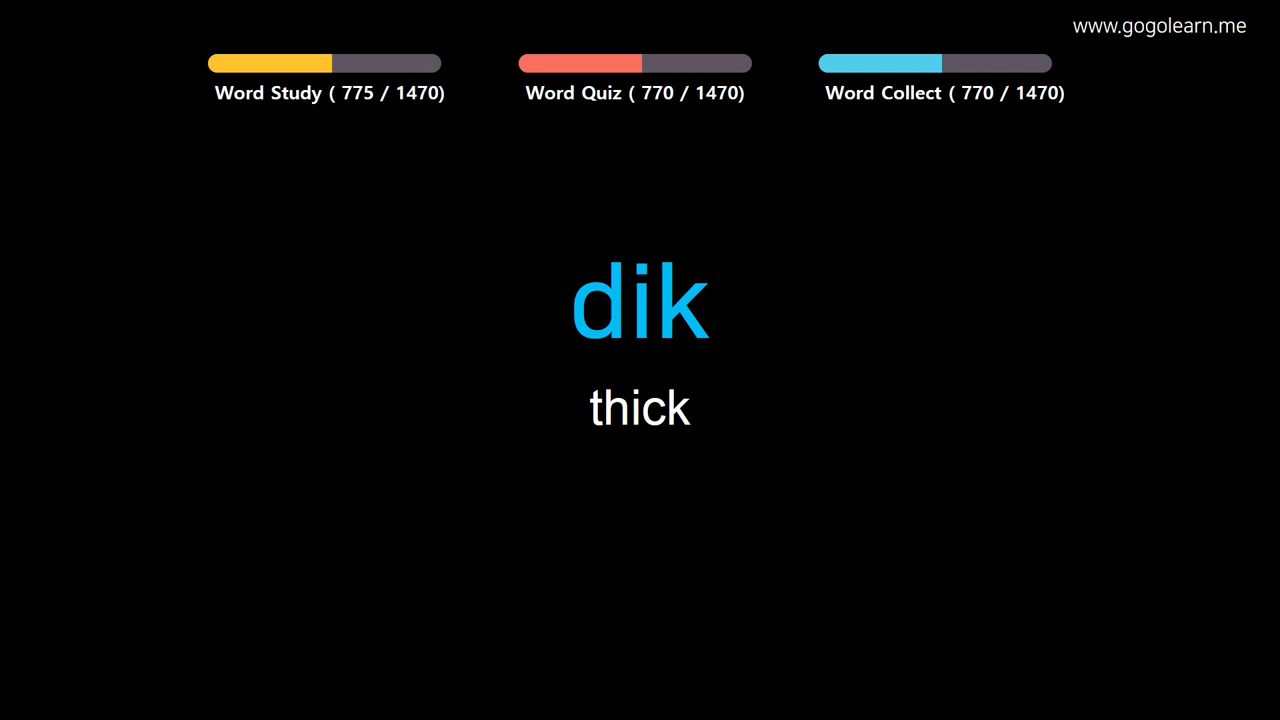 www.gogolearn.me
Word Study ( 775 / 1470)
Word Quiz ( 770 / 1470)
Word Collect ( 770 / 1470)
dik
thick